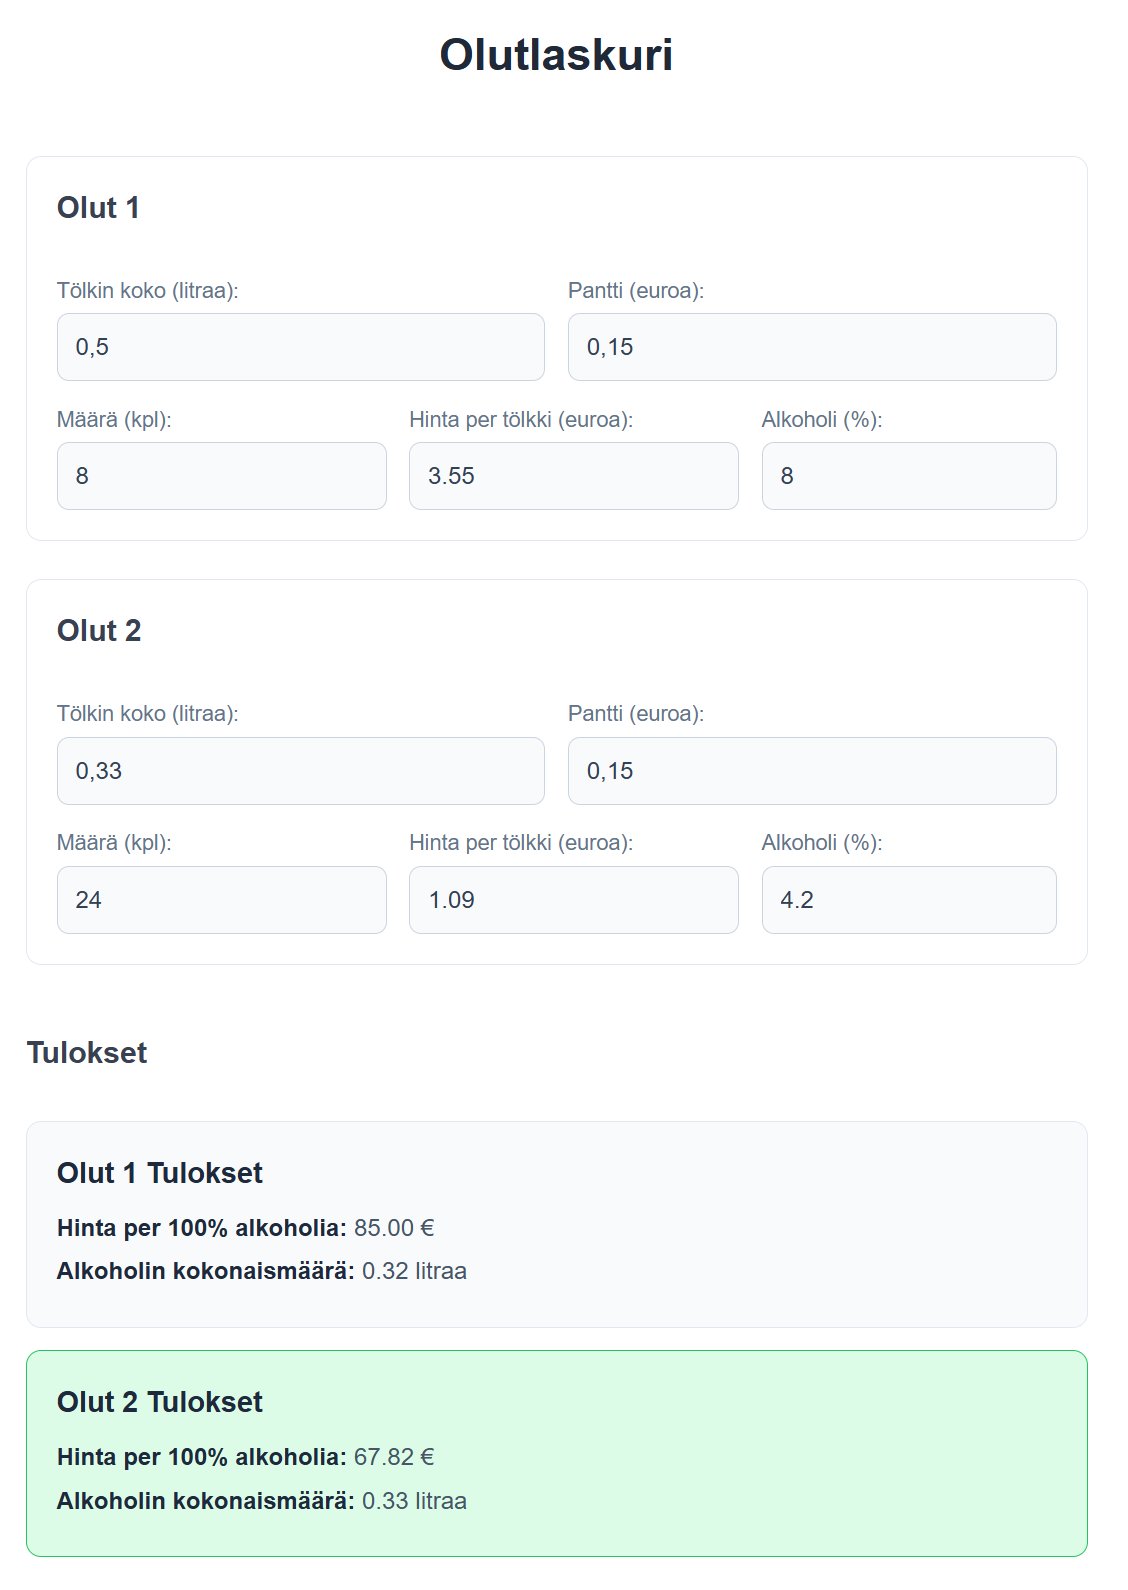 Olutlaskuri
Olut 1
Tölkin koko (litraa): Pantti (euroa):
0,5 0,15
Määrä (kpl): Hinta per tölkki (euroa): Alkoholi (%):
8 3.55 8
Olut 2
Tölkin koko (litraa): Pantti (euroa):
0,33 0,15
Määrä (kpl): Hinta per tölkki (euroa): Alkoholi (%):
24 1.09 4.2
Tulokset
Olut 1 Tulokset
Hinta per 100% alkoholia: 85.00 €
Alkoholin kokonaismäärä: 0.32 litraa
Olut 2 Tulokset
Hinta per 100% alkoholia: 67.82 €
Alkoholin kokonaismäärä: 0.33 litraa